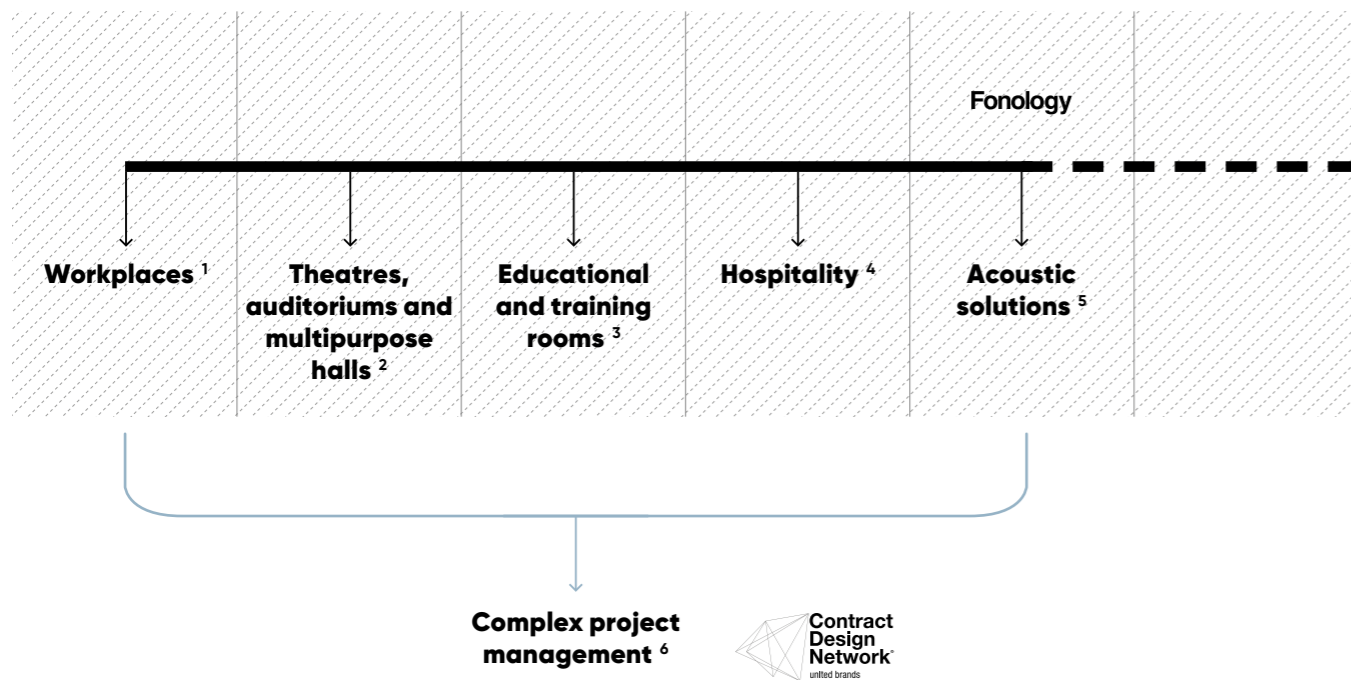 Fonology
Workplaces 1
Theatres,
auditoriums and
multipurpose
halls 2
Educational
and training
rooms 3
Hospitality 4
Acoustic
solutions 5
Complex project
management 6
Contract
Design
Network®
united brands